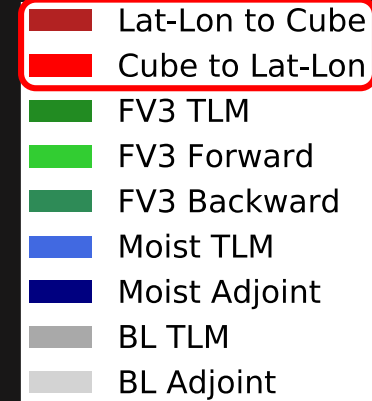 Lat-Lon to Cube
Cube to Lat-Lon
FV3 TLM
FV3 Forward
FV3 Backward
Moist TLM
Moist Adjoint
BL TLM
BL Adjoint